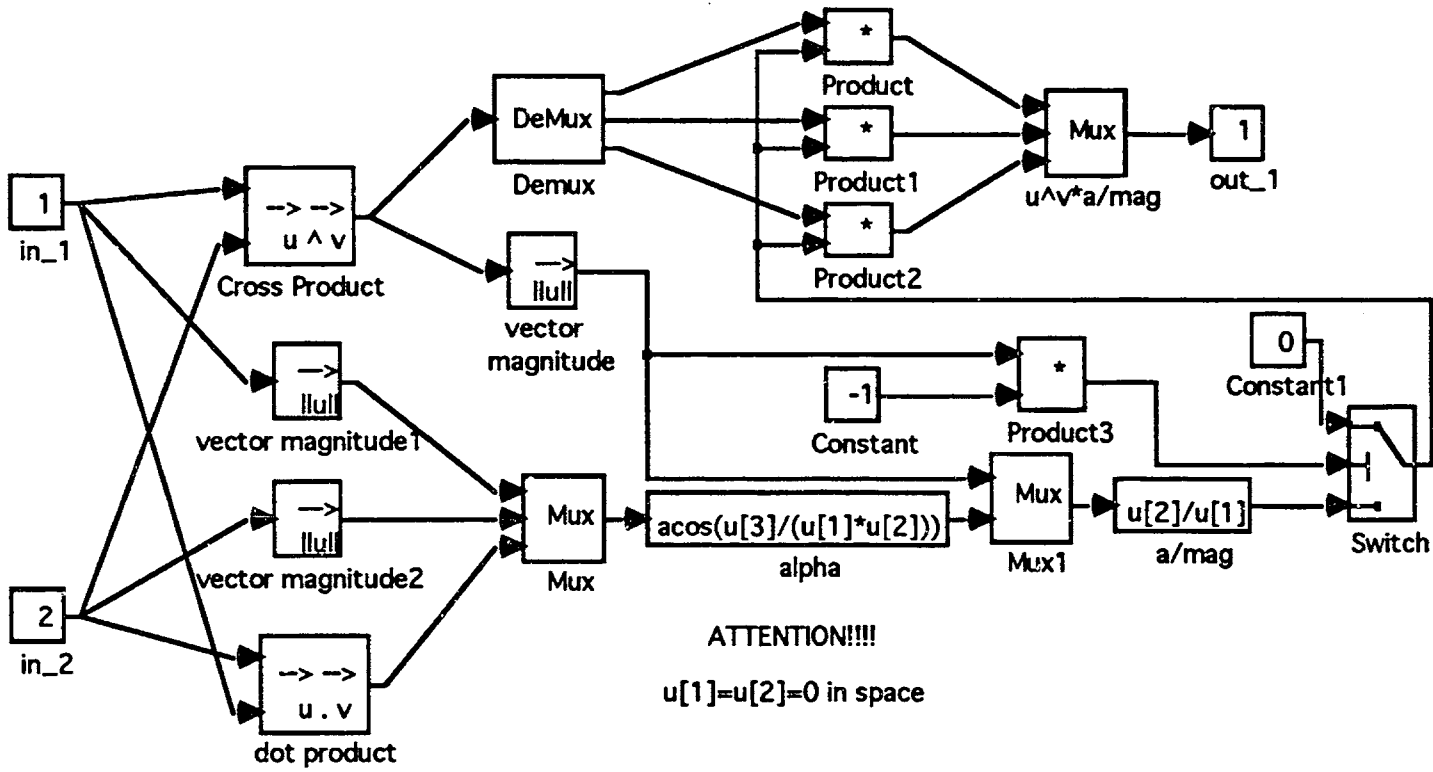 *
Product
DeMux
Demux
*
Product1
Mux
u^v*a/mag
1
out_1
1
in_1
--> -->
u ^ v
Cross Product
*
Product2
-->
||u||
vector
magnitude
0
Constant1
-->
||u||
vector magnitude1
-1
Constant
*
Product3
Mux
Mux
acos(u[3]/(u[1]*u[2]))
alpha
Mux
Mux1
u[2]/u[1]
a/mag
Switch
-->
||u||
vector magnitude2
2
in_2
--> -->
u . v
dot product
ATTENTION!!!!
u[1]=u[2]=0 in space